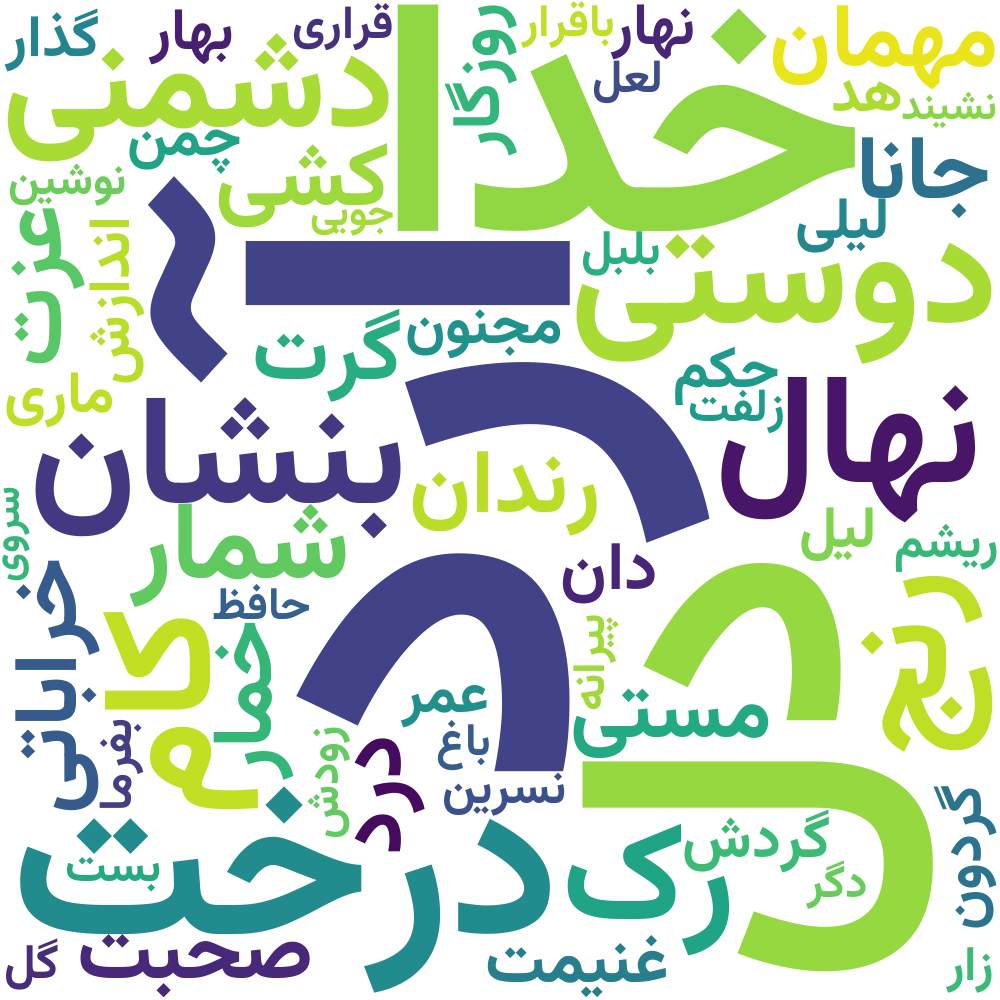 گذار
بهار
قراری
روزگار
باقرار
نهار
مهمان
لعل
هد
نشیند
دشمنی
خدا
چمن
کشی
جانا
نوشین
جویی
لیلی
عزت
اندازش
بلبل
دوستی
آ
گرت
مجنون
حکم
زلفت
ماری
بنشان
نهال
رندان
سروی
شمار
دان
لیل
ریشم
خراباتی
کام
حافظ
خمار
پیرانه
رنج
عمر
مستی
بفرما
زودش
درد
باغ
نسرین
درخت
رک
گردش
گردون
بست
دگر
صحبت
غنیمت
گل
زار